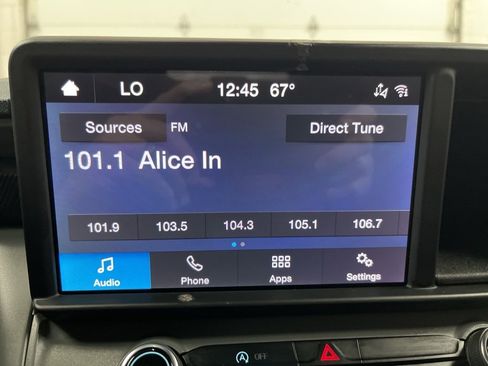 LO 12:45 67°
Sources FM Direct Tune
101.1 Alice In
101.9 103.5 104.3 105.1 106.7
Audio Phone Apps Settings
A OFF